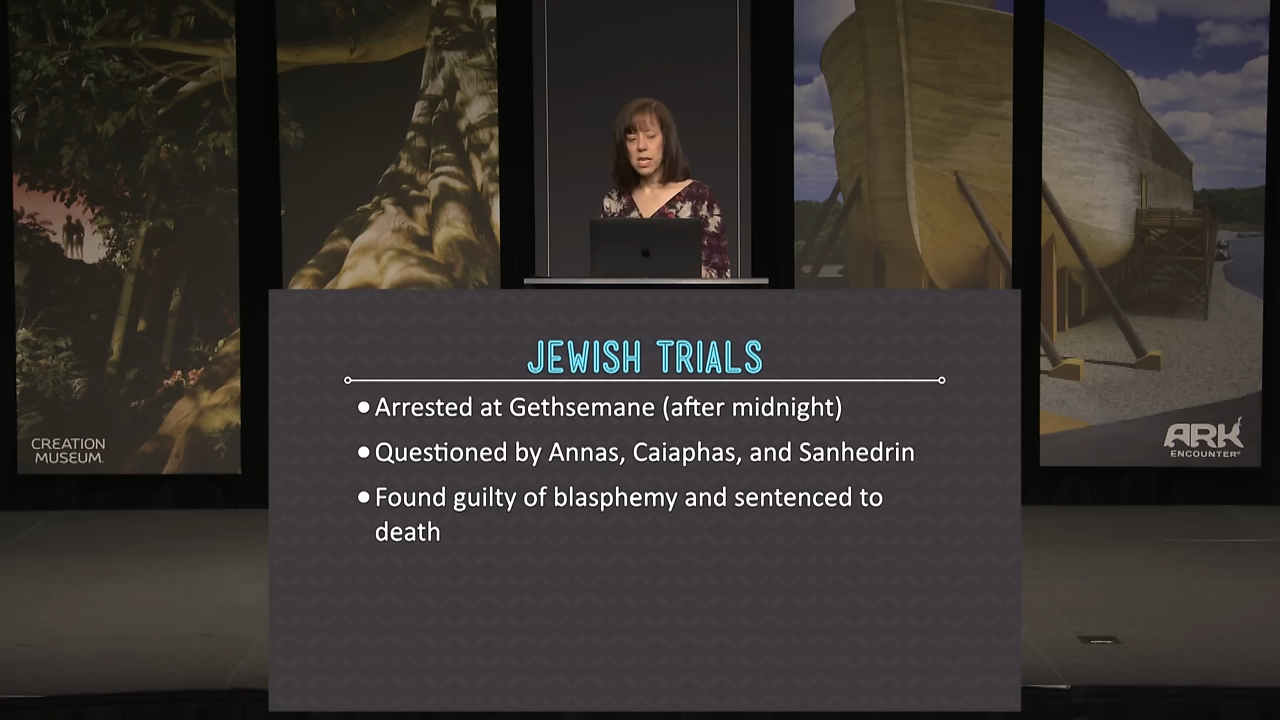 JEWISH TRIALS
Arrested at Gethsemane (after midnight)
Questioned by Annas, Caiaphas, and Sanhedrin
Found guilty of blasphemy and sentenced to
death
CREATION
MUSEUM
ARK
ENCOUNTER